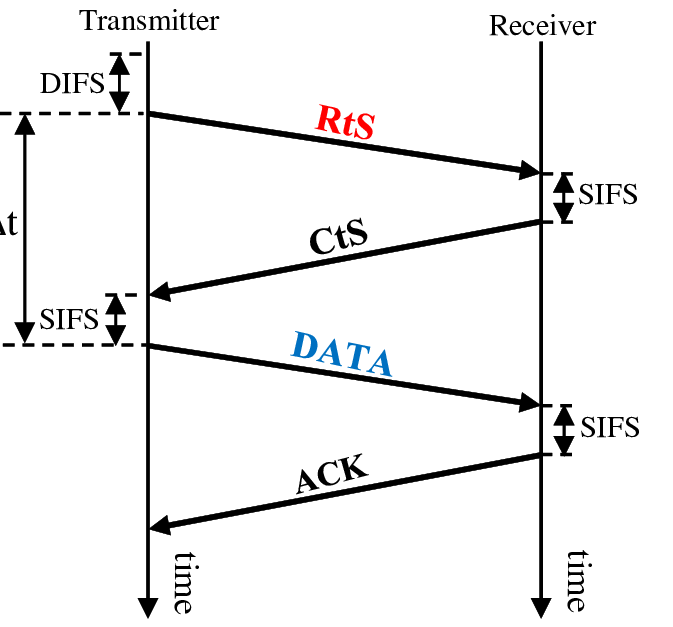 Transmitter
Receiver
DIFS
RtS
SIFS
CtS
SIFS
DATA
SIFS
ACK
time
time